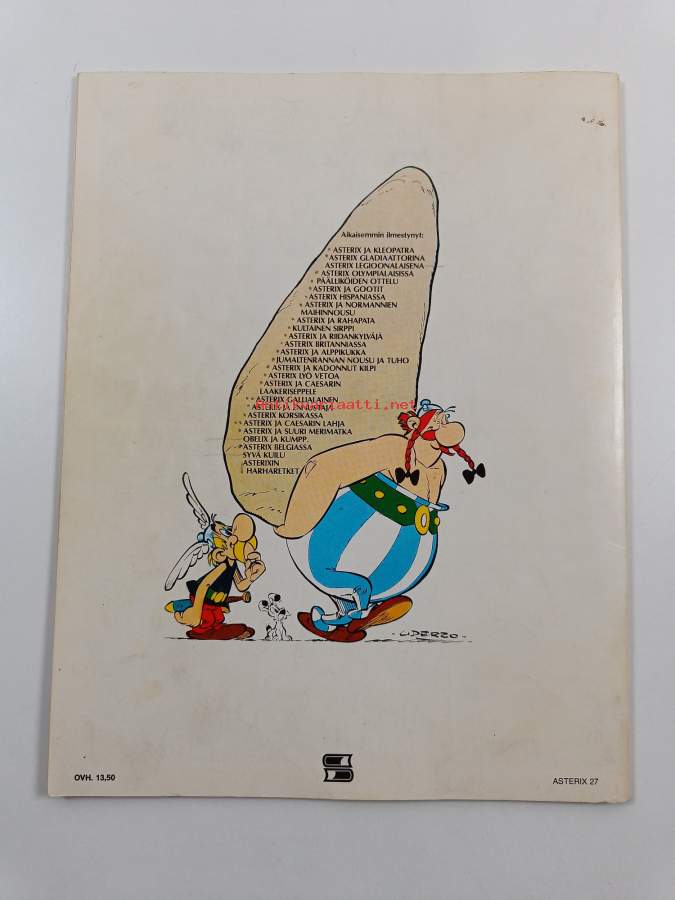 Aikaisemmin ilmestynyt:
* ASTERIX JA KLEOPATRA
* ASTERIX GLADIAATTORINA
ASTERIX LEGIOONALAISENA
* ASTERIX OLYMPIALAISISSA
* PÄÄLLIKÖIDEN OTTELU
* ASTERIX JA GOOTIT
* ASTERIX HISPANIASSA
* ASTERIX JA NORMANNIEN
MAIHINNOUSU
* ASTERIX JA RAHAPATA
* KULTAINEN SIRPPI
* ASTERIX JA RIIDANKYLVÄJÄ
* ASTERIX BRITANNIASSA
* ASTERIX JA ALPPIKUKKA
* JUMALTENRANNAN NOUSU JA TUHO
* ASTERIX JA KADONNUT KILPI
* ASTERIX LYÖ VETOA
* ASTERIX JA CAESARIN
LAAKERISEPPELE
* * ASTERIX GALLIALAINEN
ASTERIX
* ASTERIX KORSIKASSA
* * ASTERIX JA CAESARIN LAHJA
* ASTERIX JA SUURI MERIMATKA
OBELIX JA KUMPP.
* ASTERIX BELGIASSA
SYVÄ KUILU
ASTERIXIN
HARHARETKET
- UDERZO -
OVH. 13,50
ASTERIX 27